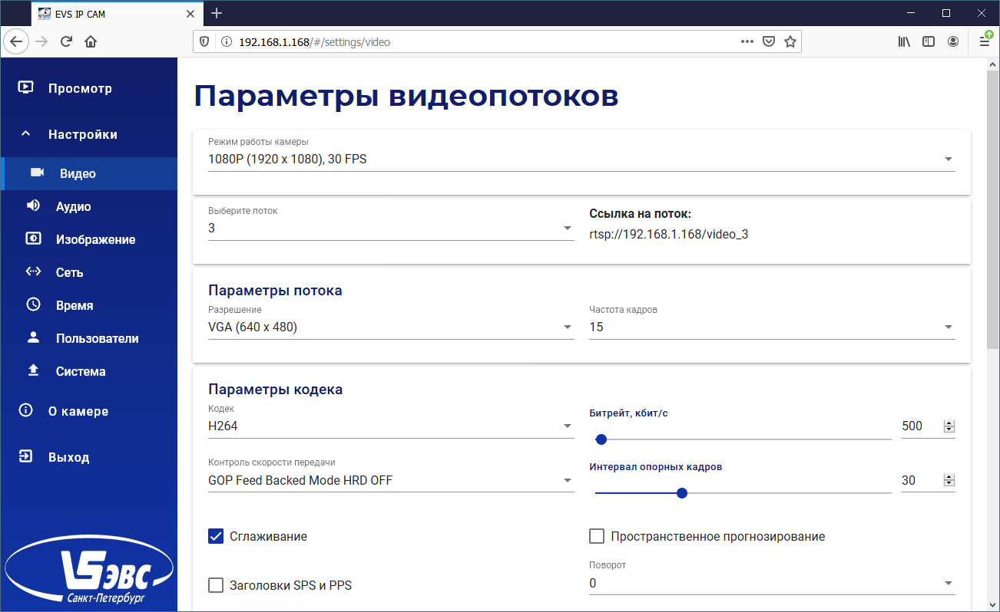 EVS IP CAM
192.168.1.168/#/settings/video
Просмотр
Настройки
Видео
Аудио
Изображение
Сеть
Время
Пользователи
Система
О камере
Выход
ЭВС
Санкт-Петербург
Параметры видеопотоков
Режим работы камеры
1080P (1920 x 1080), 30 FPS
Выберите поток
3
Ссылка на поток:
rtsp://192.168.1.168/video_3
Параметры потока
Разрешение
VGA (640 x 480)
Частота кадров
15
Параметры кодека
Кодек
H264
Битрейт, кбит/с
500
Контроль скорости передачи
GOP Feed Backed Mode HRD OFF
Интервал опорных кадров
30
Сглаживание
Пространственное прогнозирование
Заголовки SPS и PPS
Поворот
0